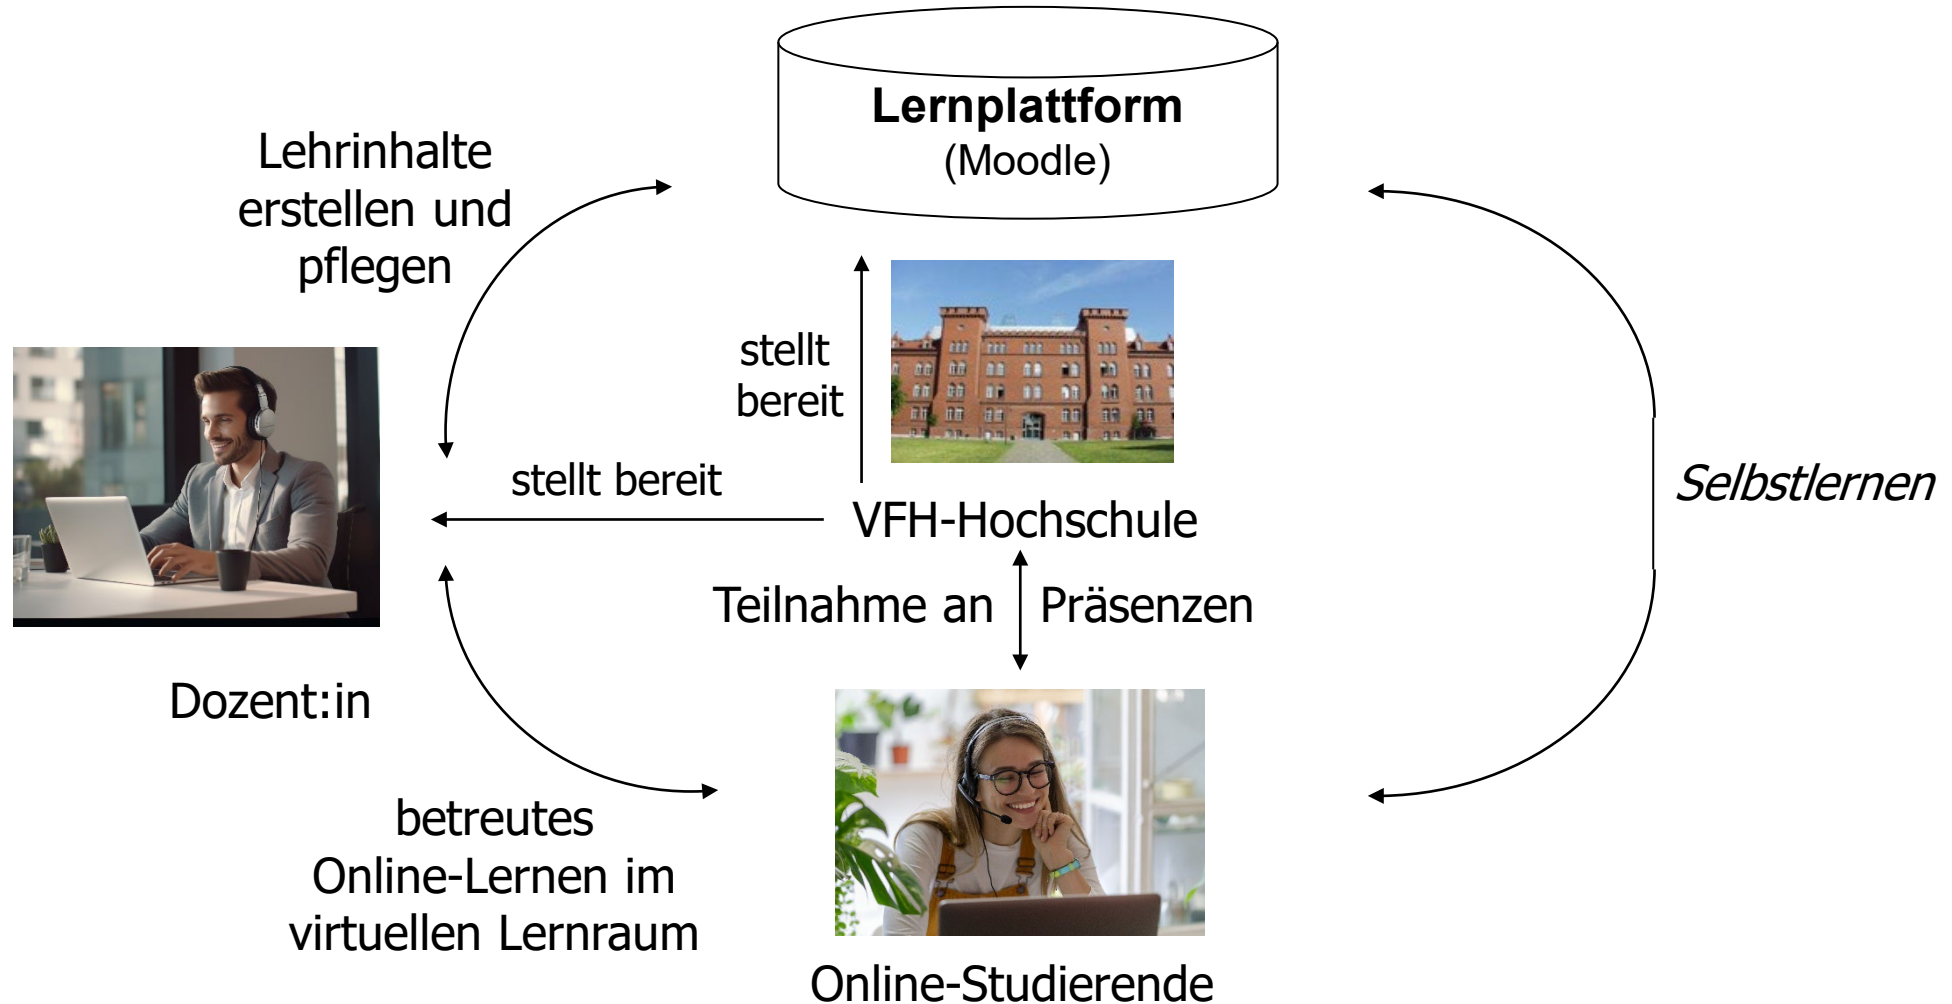 Lernplattform
(Moodle)
Lehrinhalte
erstellen und
pflegen
stellt
bereit
stellt bereit
VFH-Hochschule
Selbstlernen
Teilnahme an Präsenzen
Dozent:in
betreutes
Online-Lernen im
virtuellen Lernraum
Online-Studierende